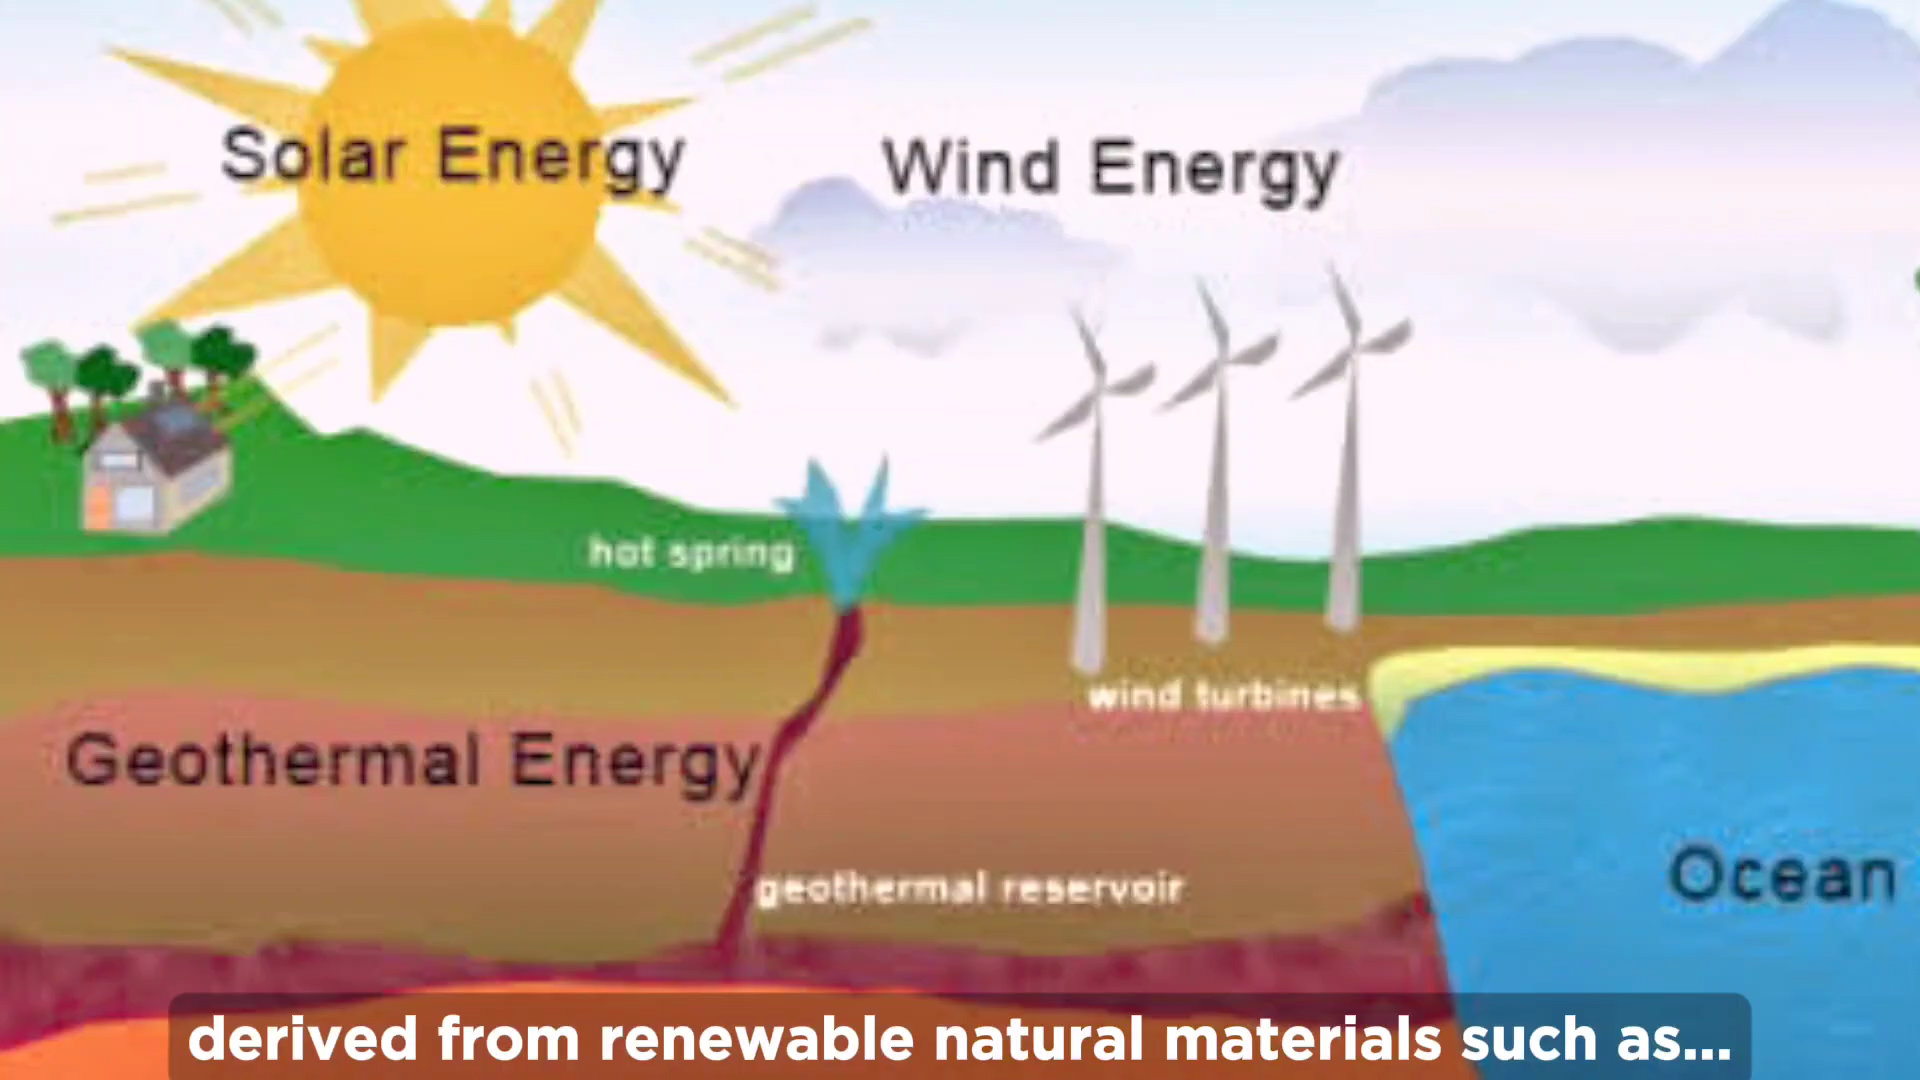 Solar Energy
Wind Energy
hot spring
wind turbines
Geothermal Energy
geothermal reservoir
Ocean
derived from renewable natural materials such as...